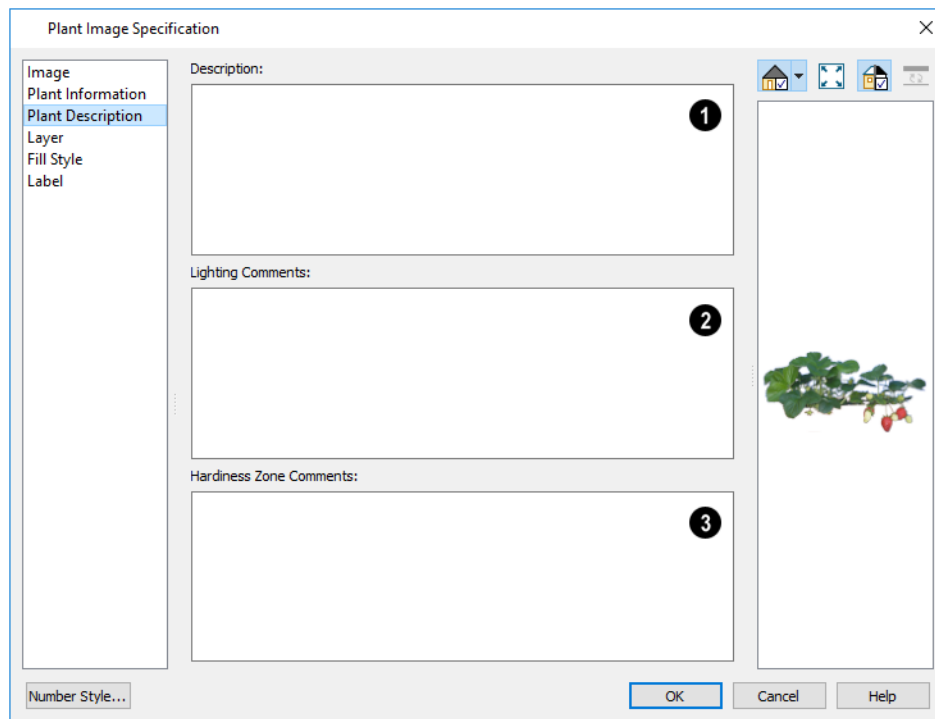 Plant Image Specification
Image
Plant Information
Plant Description
Layer
Fill Style
Label
Description:
1
Lighting Comments:
2
Hardiness Zone Comments:
3
Number Style...
OK
Cancel
Help